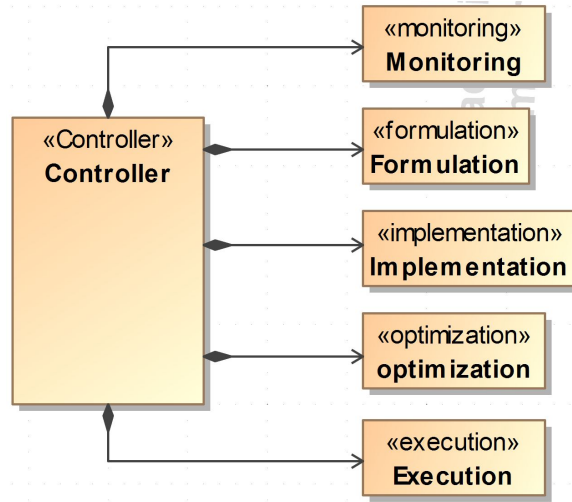 «monitoring»
Monitoring
«Controller»
Controller
«formulation»
Formulation
«implementation»
Implementation
«optimization»
optimization
«execution»
Execution